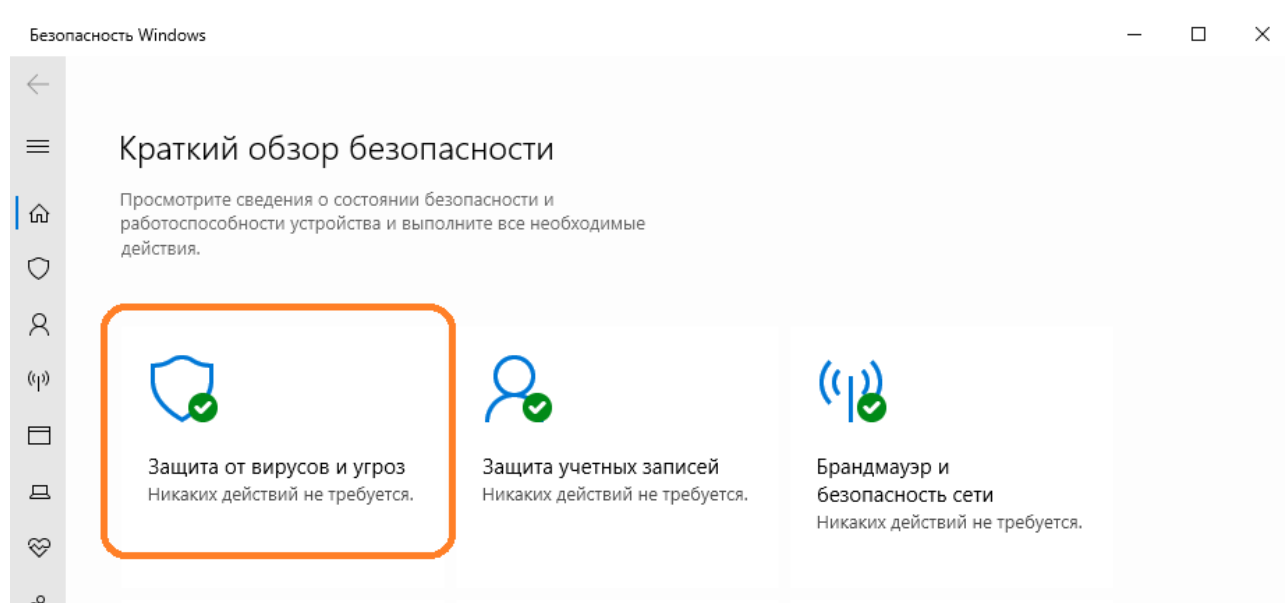 Безопасность Windows
Краткий обзор безопасности
Просмотрите сведения о состоянии безопасности и
работоспособности устройства и выполните все необходимые
действия.
Защита от вирусов и угроз
Никаких действий не требуется.
Защита учетных записей
Никаких действий не требуется.
Брандмауэр и
безопасность сети
Никаких действий не требуется.